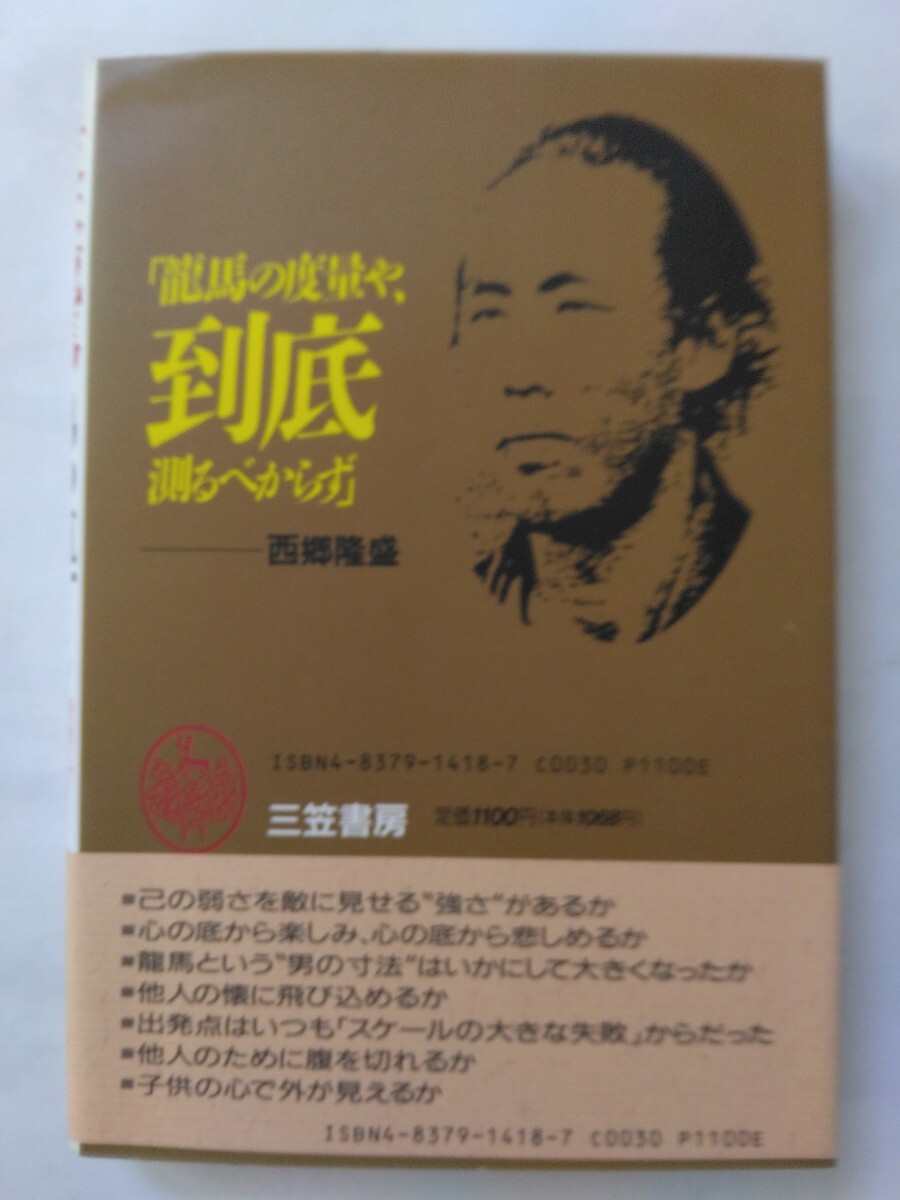 「龍馬の度量や、
到底
測るべからず」
――西郷隆盛
ISBN4-8379-1418-7 C0030 P1100E
三笠書房 定価1100円(本体1068円)
■己の弱さを敵に見せる“強さ”があるか
■心の底から楽しみ、心の底から悲しめるか
■龍馬という“男の寸法”はいかにして大きくなったか
■他人の懐に飛び込めるか
■出発点はいつも「スケールの大きな失敗」からだった
■他人のために腹を切れるか
■子供の心で外が見えるか
ISBN4-8379-1418-7 C0030 P1100E